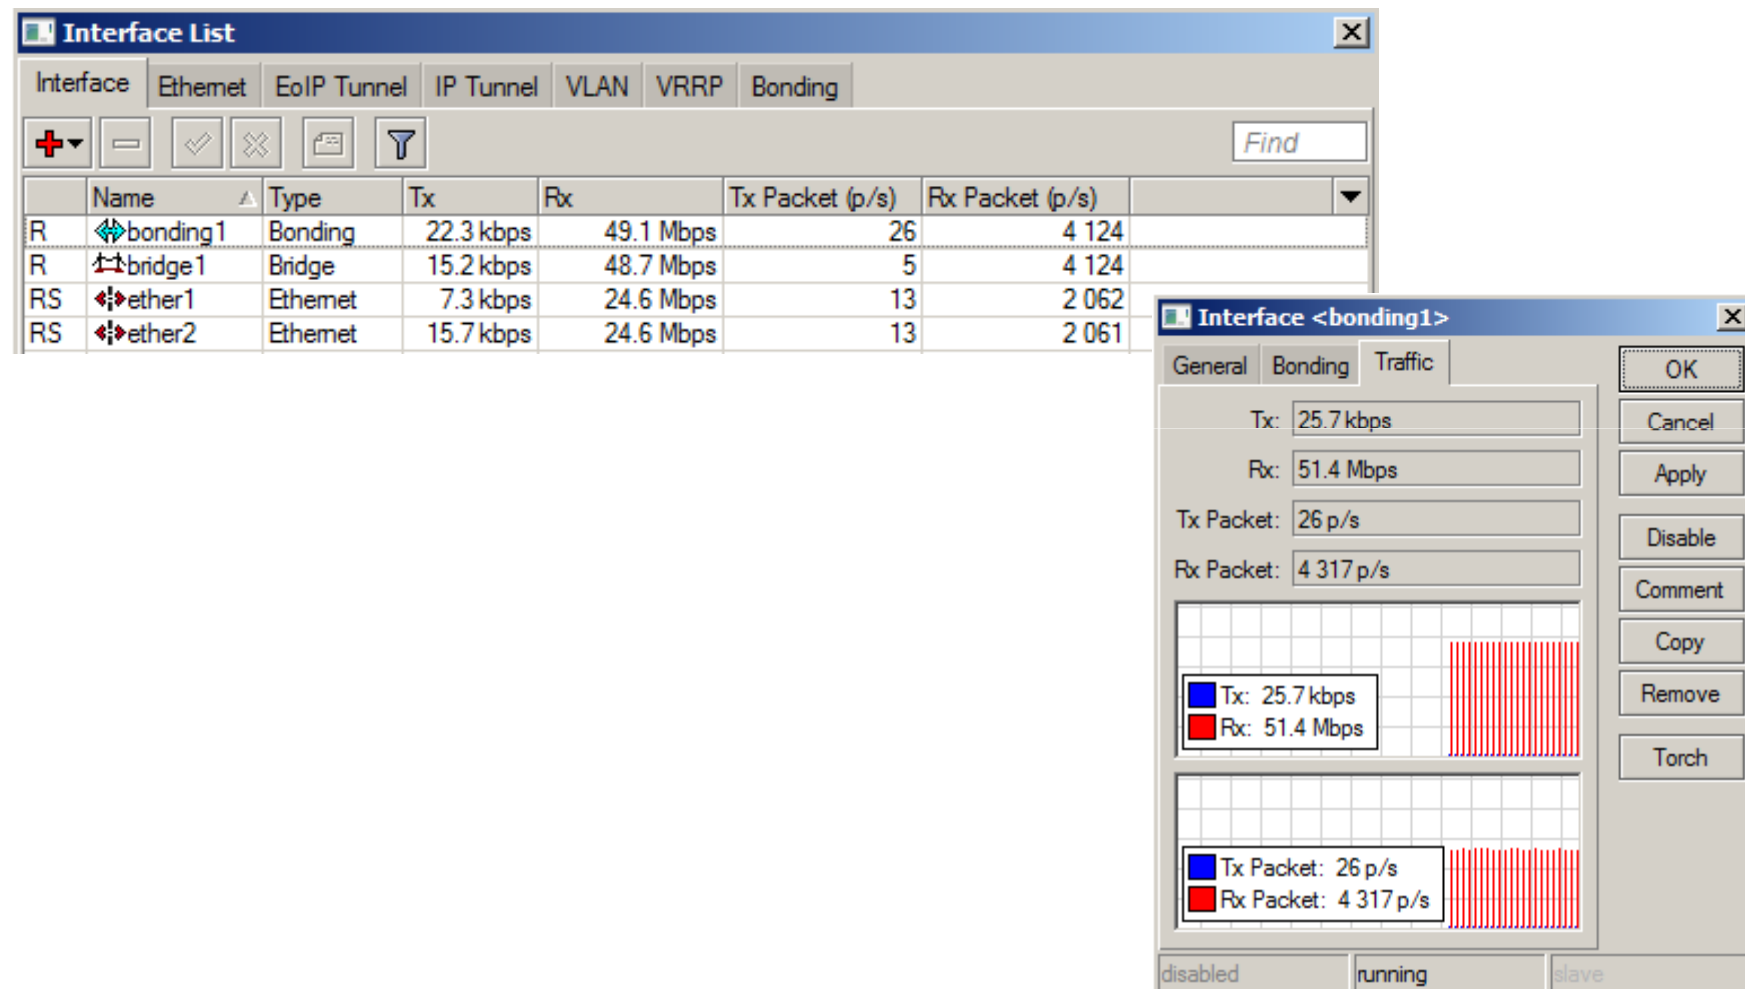 Interface List
Interface Ethernet EoIP Tunnel IP Tunnel VLAN VRRP Bonding
Find
Name Type Tx Rx Tx Packet (p/s) Rx Packet (p/s)
R bonding1 Bonding 22.3 kbps 49.1 Mbps 26 4 124
R bridge1 Bridge 15.2 kbps 48.7 Mbps 5 4 124
RS ether1 Ethernet 7.3 kbps 24.6 Mbps 13 2 062
RS ether2 Ethernet 15.7 kbps 24.6 Mbps 13 2 061
Interface <bonding1>
General Bonding Traffic
Tx: 25.7 kbps
Rx: 51.4 Mbps
Tx Packet: 26 p/s
Rx Packet: 4 317 p/s
Tx: 25.7 kbps
Rx: 51.4 Mbps
Tx Packet: 26 p/s
Rx Packet: 4 317 p/s
OK
Cancel
Apply
Disable
Comment
Copy
Remove
Torch
disabled running slave